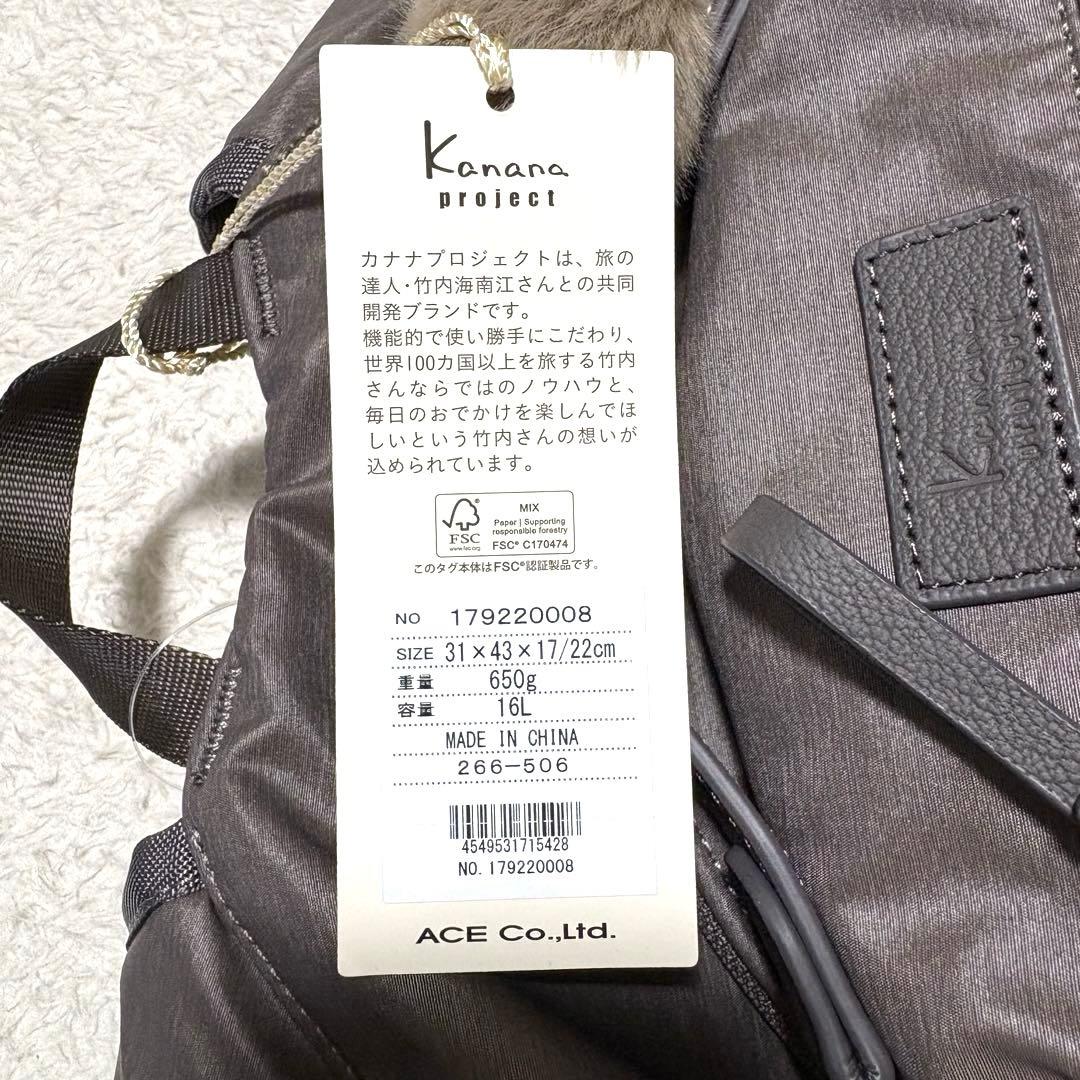 Kanana
project
カナナプロジェクトは、旅の
達人･竹内海南江さんとの共同
開発ブランドです。
機能的で使い勝手にこだわり、
世界100カ国以上を旅する竹内
さんならではのノウハウと、
毎日のおでかけを楽しんでほ
しいという竹内さんの想いが
込められています。
FSC
www.fsc.org
MIX
Paper | Supporting
responsible forestry
FSC® C170474
このタグ本体はFSC®認証製品です。
NO 179220008
SIZE 31×43×17/22cm
重量 650g
容量 16L
MADE IN CHINA
266-506
4549531715428
NO. 179220008
ACE Co.,Ltd.
Kanana
project